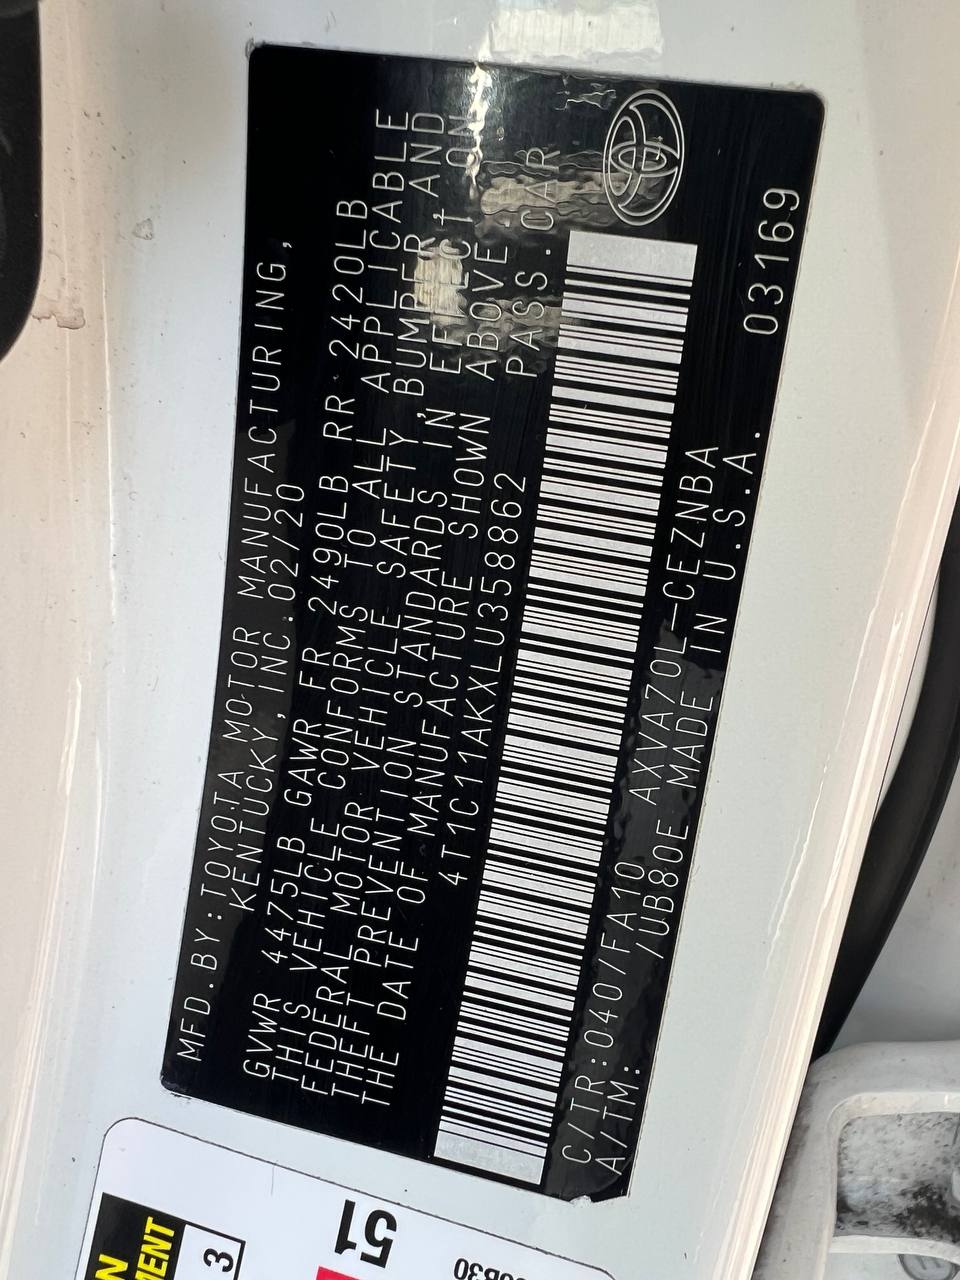 MFD.BY:TOYOTA MOTOR MANUFACTURING,
KENTUCKY,INC.02/20
GVWR 4475LB GAWR FR 2490LB RR 2420LB
THIS VEHICLE CONFORMS TO ALL APPLICABLE
FEDERAL MOTOR VEHICLE SAFETY, BUMPER, AND
THEFT PREVENTION STANDARDS IN EFFECT ON
THE DATE OF MANUFACTURE SHOWN ABOVE.
4T1C11AKXLU358862 PASS.CAR
C/TR:040/FA10 AXVA70L-CEZNBA
A/TM: /UB80E MADE IN U.S.A.
03169
51
3